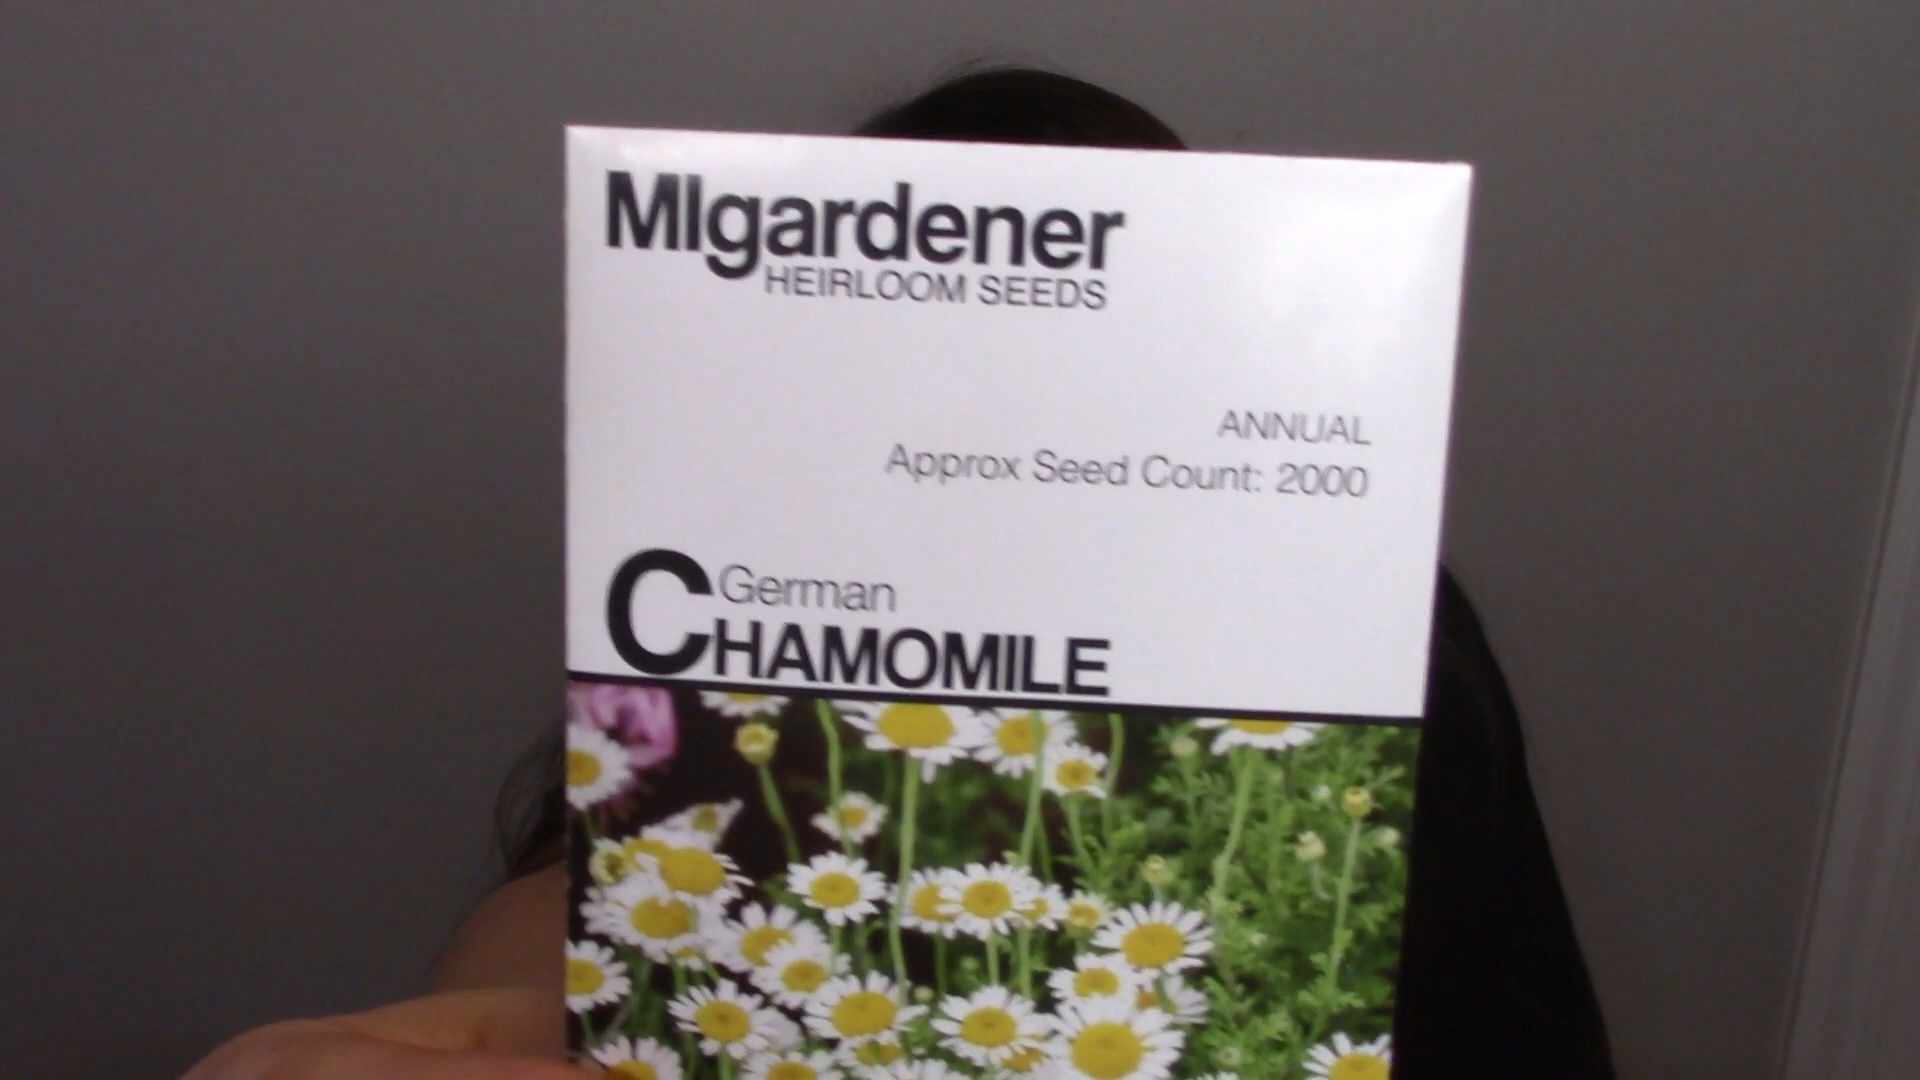 MIgardener
HEIRLOOM SEEDS
ANNUAL
Approx Seed Count: 2000
German
CHAMOMILE